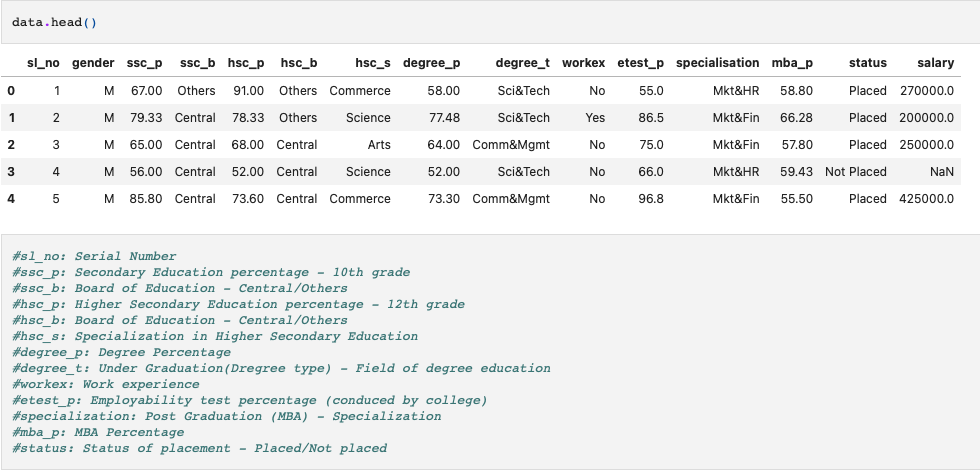 data.head()
sl_no gender ssc_p ssc_b hsc_p hsc_b hsc_s degree_p degree_t workex etest_p specialisation mba_p status salary
0 1 M 67.00 Others 91.00 Others Commerce 58.00 Sci&Tech No 55.0 Mkt&HR 58.80 Placed 270000.0
1 2 M 79.33 Central 78.33 Others Science 77.48 Sci&Tech Yes 86.5 Mkt&Fin 66.28 Placed 200000.0
2 3 M 65.00 Central 68.00 Central Arts 64.00 Comm&Mgmt No 75.0 Mkt&Fin 57.80 Placed 250000.0
3 4 M 56.00 Central 52.00 Central Science 52.00 Sci&Tech No 66.0 Mkt&HR 59.43 Not Placed NaN
4 5 M 85.80 Central 73.60 Central Commerce 73.30 Comm&Mgmt No 96.8 Mkt&Fin 55.50 Placed 425000.0
#sl_no: Serial Number
#ssc_p: Secondary Education percentage - 10th grade
#ssc_b: Board of Education - Central/Others
#hsc_p: Higher Secondary Education percentage - 12th grade
#hsc_b: Board of Education - Central/Others
#hsc_s: Specialization in Higher Secondary Education
#degree_p: Degree Percentage
#degree_t: Under Graduation(Dregree type) - Field of degree education
#workex: Work experience
#etest_p: Employability test percentage (conduced by college)
#specialization: Post Graduation (MBA) - Specialization
#mba_p: MBA Percentage
#status: Status of placement - Placed/Not placed